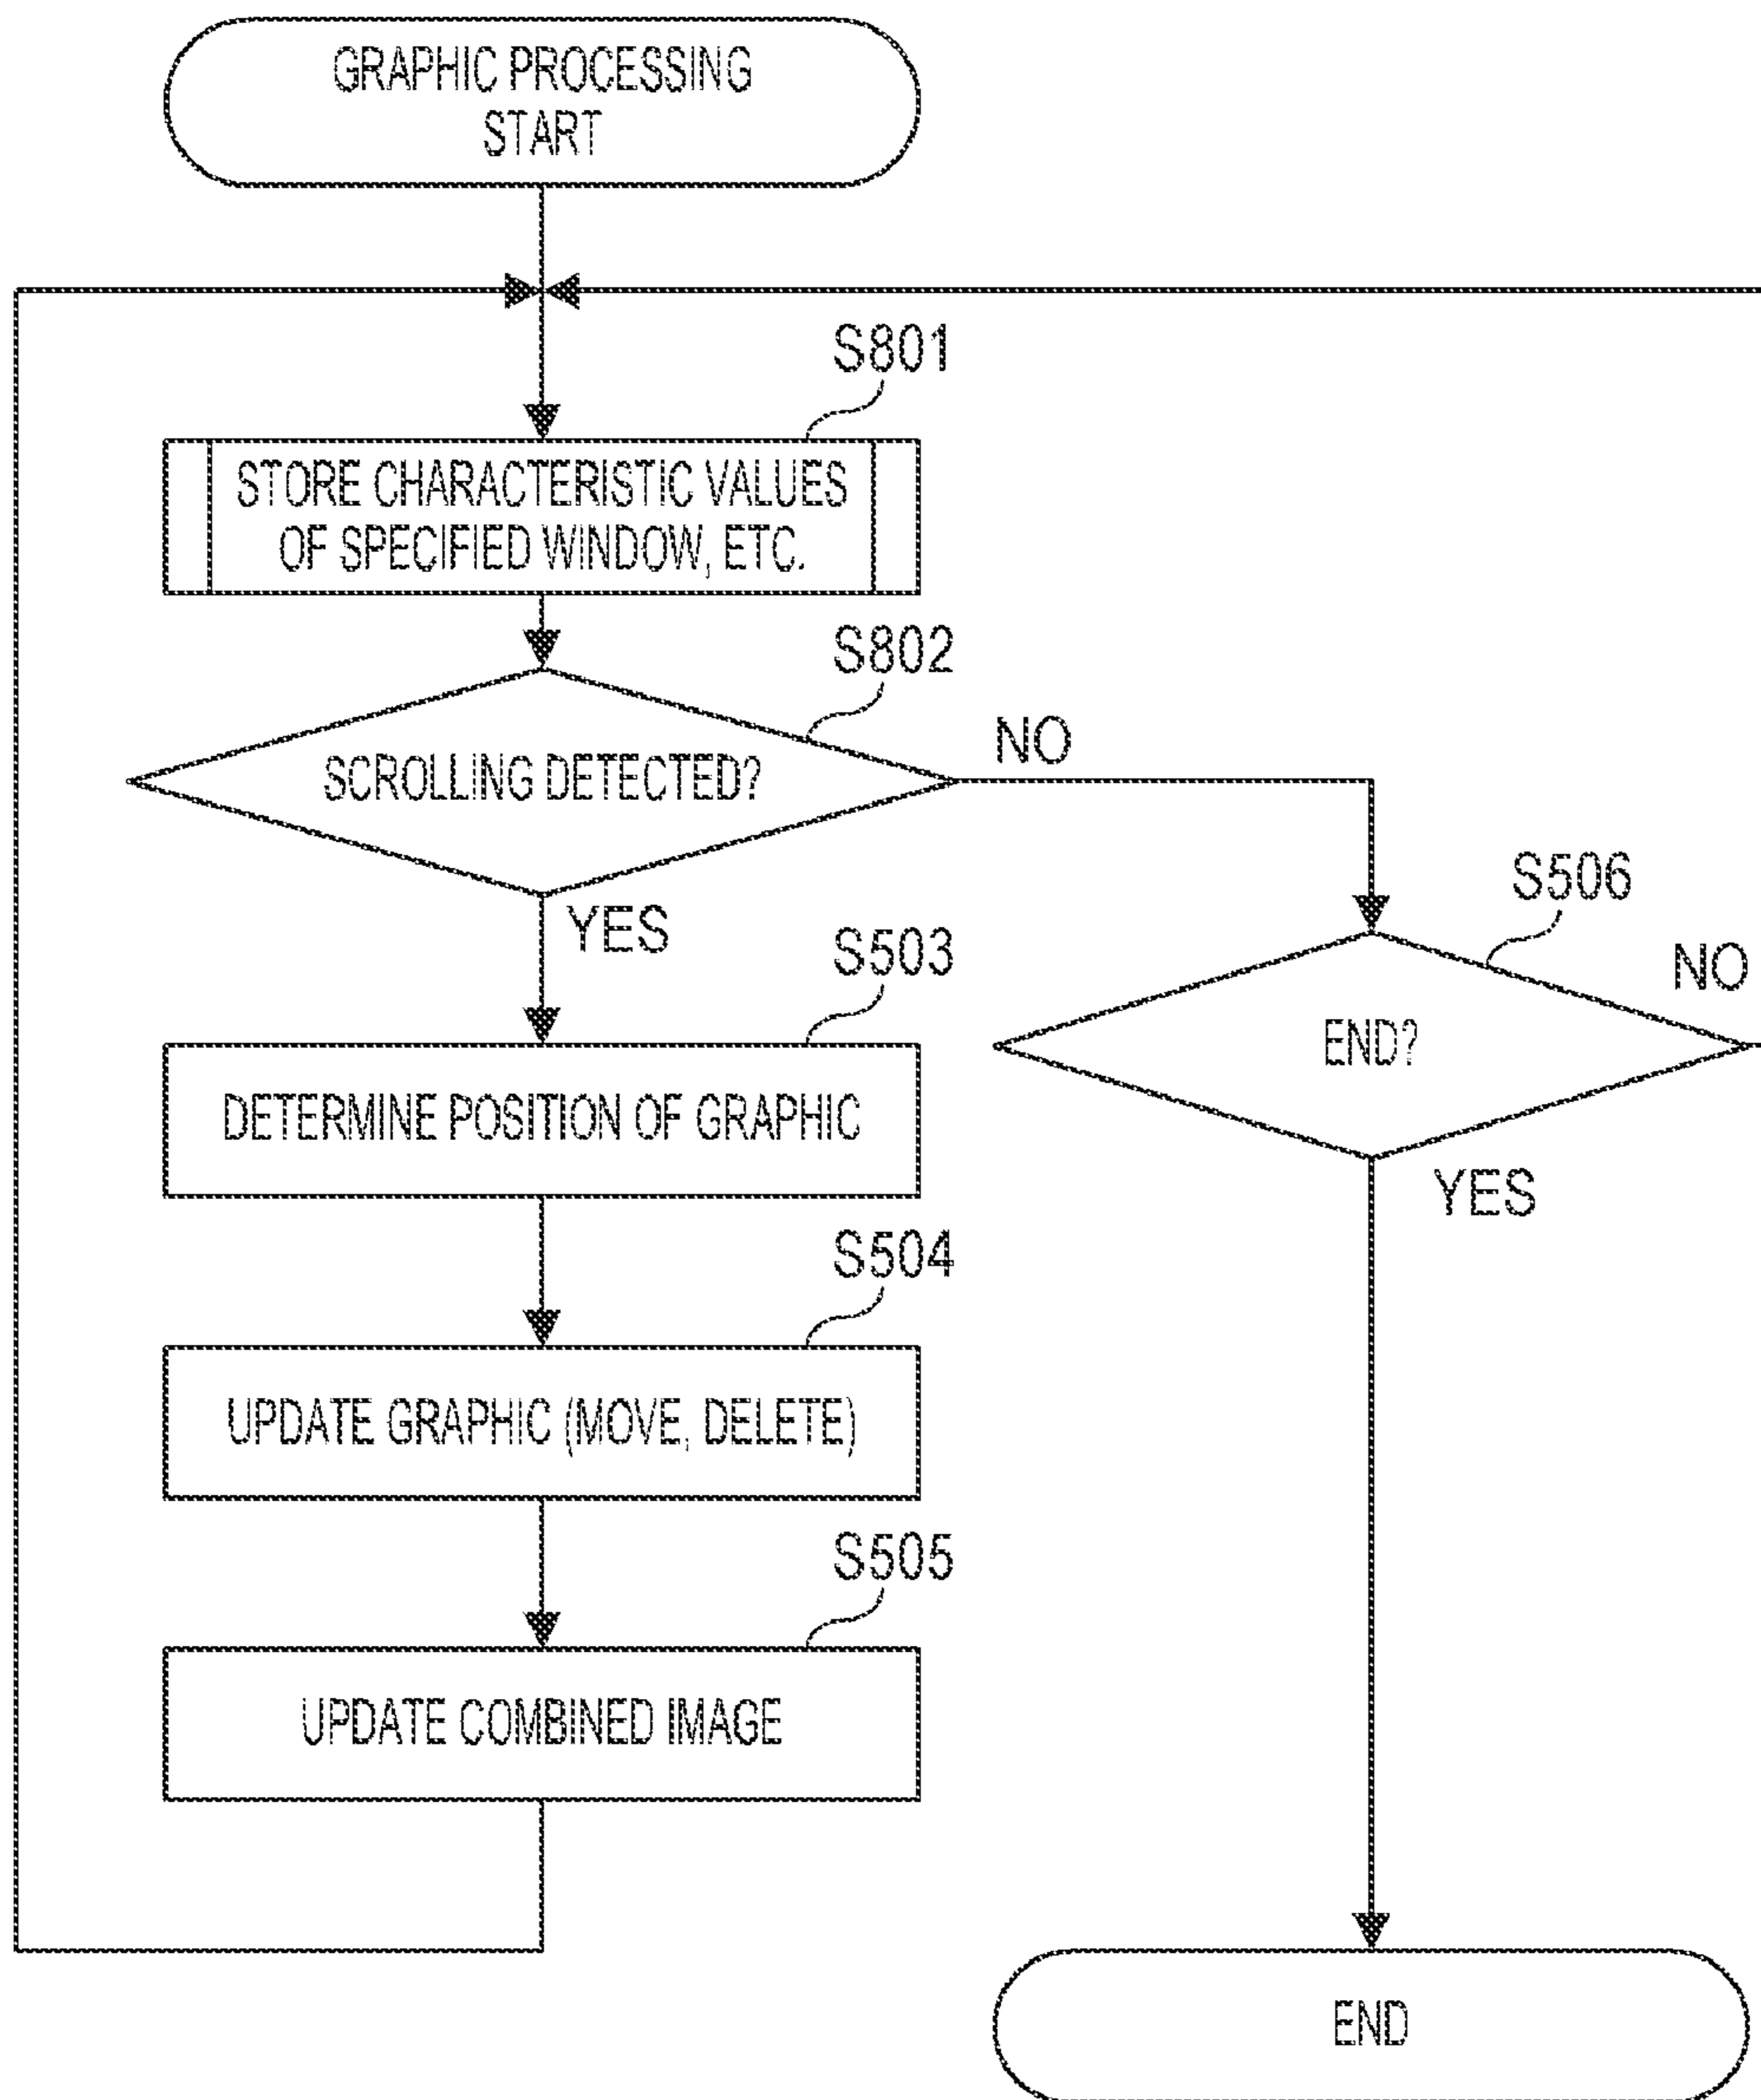 GRAPHIC PROCESSING
START
S801
STORE CHARACTERISTIC VALUES
OF SPECIFIED WINDOW, ETC.
S802
SCROLLING DETECTED?
NO
YES
S506
END?
NO
YES
S503
DETERMINE POSITION OF GRAPHIC
S504
UPDATE GRAPHIC (MOVE, DELETE)
S505
UPDATE COMBINED IMAGE
END